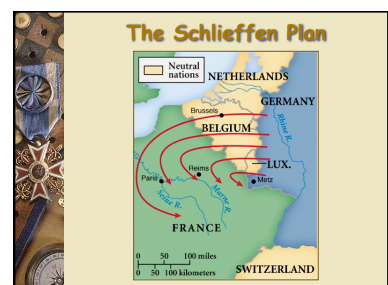 The Schlieffen Plan
Neutral
nations
NETHERLANDS
GERMANY
Brussels
Rhine R.
BELGIUM
LUX.
Reims
Paris
Metz
Marne R.
Seine R.
FRANCE
0 50 100 miles
0 50 100 kilometers
SWITZERLAND